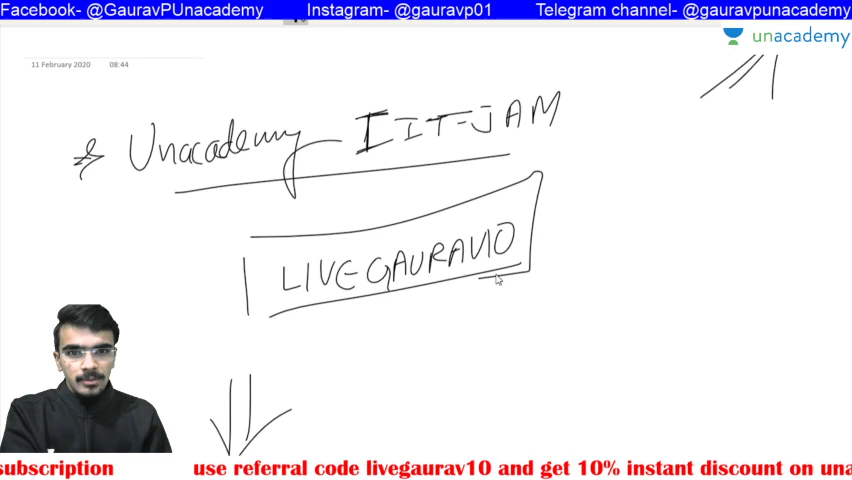 Facebook- @GauravPUnacademy Instagram- @gauravp01 Telegram channel- @gauravpunacademy
unacademy
11 February 2020 08:44
Unacademy IIT-JAM
LIVEGAURAV10
subscription use referral code livegaurav10 and get 10% instant discount on una